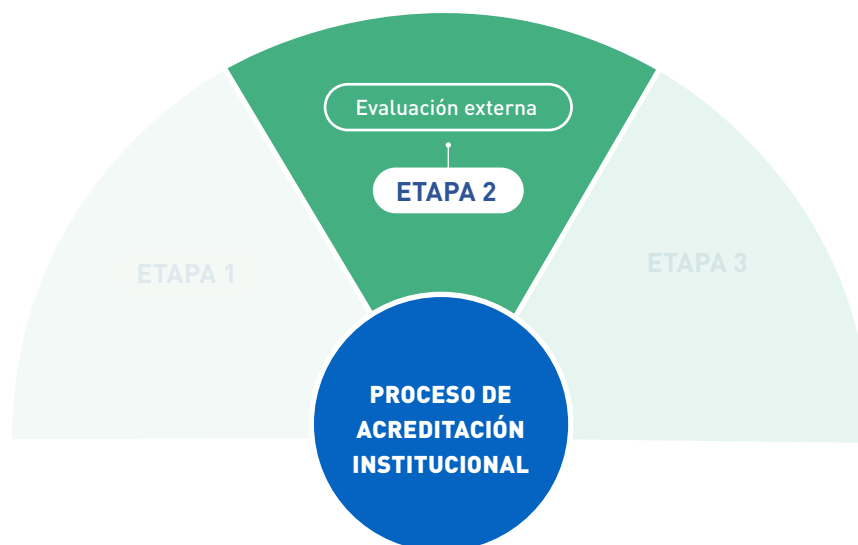 Evaluación externa
ETAPA 2
ETAPA 1
ETAPA 3
PROCESO DE
ACREDITACIÓN
INSTITUCIONAL